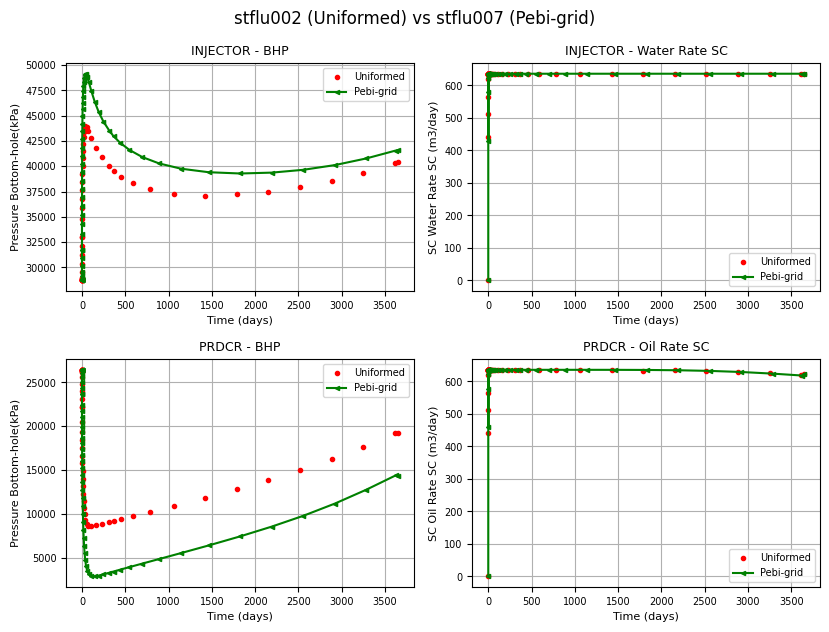 stflu002 (Uniformed) vs stflu007 (Pebi-grid)
INJECTOR - BHP
Pressure Bottom-hole(kPa)
50000
47500
45000
42500
40000
37500
35000
32500
30000
Uniformed
Pebi-grid
0 500 1000 1500 2000 2500 3000 3500
Time (days)
INJECTOR - Water Rate SC
SC Water Rate SC (m3/day)
600
500
400
300
200
100
0
Uniformed
Pebi-grid
0 500 1000 1500 2000 2500 3000 3500
Time (days)
PRDCR - BHP
Pressure Bottom-hole(kPa)
25000
20000
15000
10000
5000
Uniformed
Pebi-grid
0 500 1000 1500 2000 2500 3000 3500
Time (days)
PRDCR - Oil Rate SC
SC Oil Rate SC (m3/day)
600
500
400
300
200
100
0
Uniformed
Pebi-grid
0 500 1000 1500 2000 2500 3000 3500
Time (days)